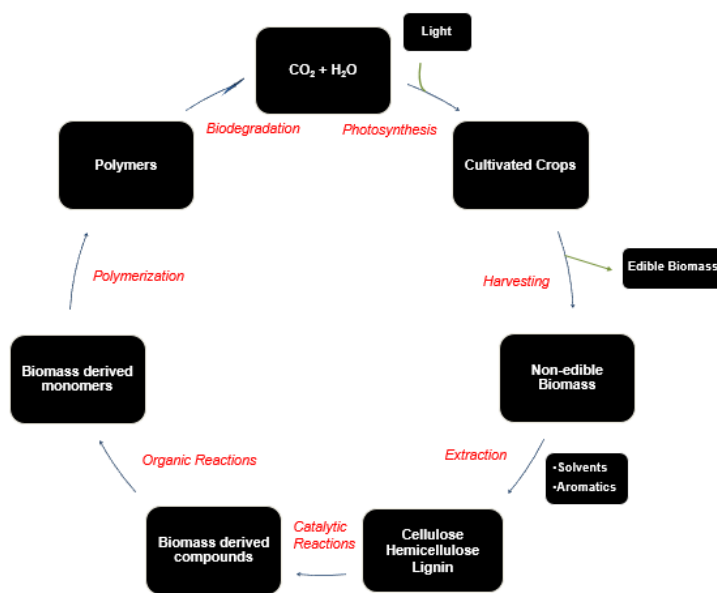 Light
CO₂ + H₂O
Biodegradation
Photosynthesis
Polymers
Cultivated Crops
Polymerization
Harvesting
Edible Biomass
Biomass derived
monomers
Non-edible
Biomass
Organic Reactions
Extraction
•Solvents
•Aromatics
Biomass derived
compounds
Catalytic
Reactions
Cellulose
Hemicellulose
Lignin